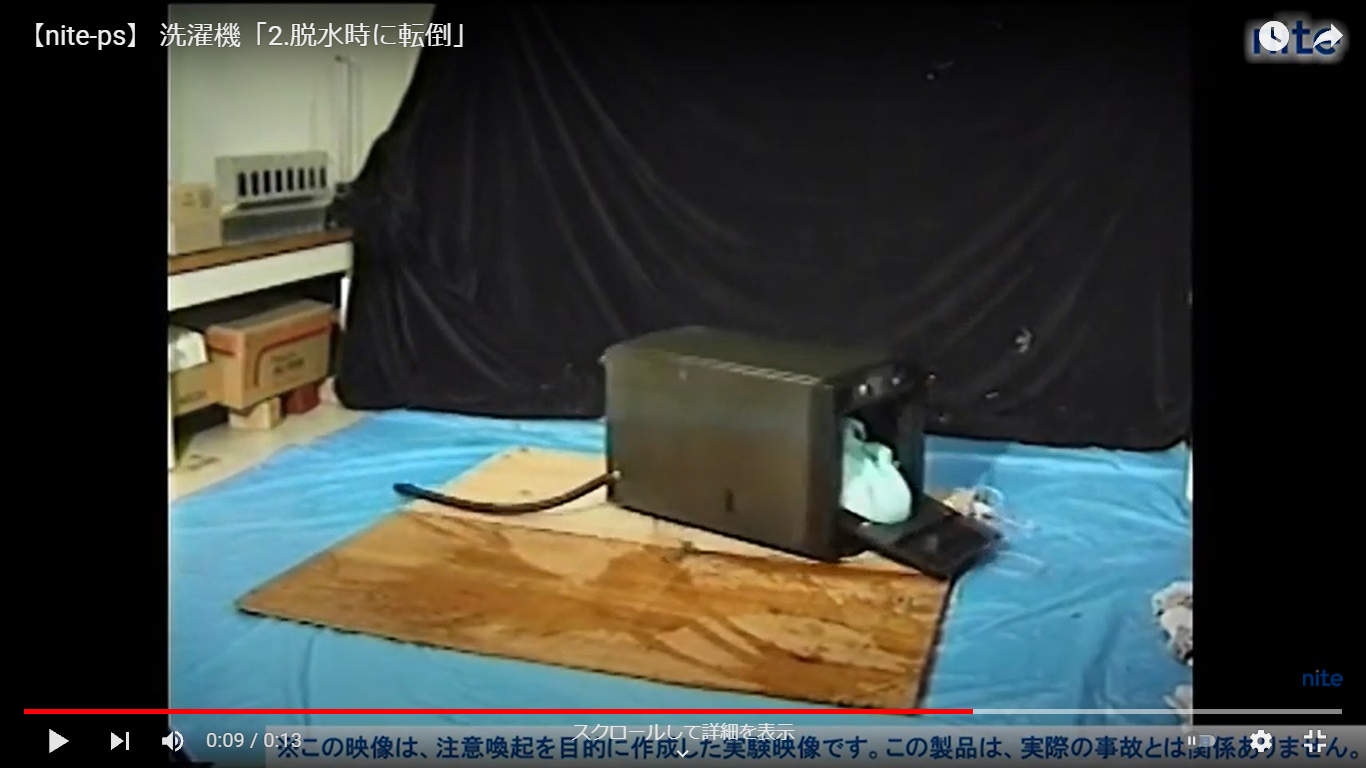 【nite-ps】 洗濯機「2.脱水時に転倒」
nite
nite
スクロールして詳細を表示
0:09 / 0:13
※この映像は、注意喚起を目的に作成した実験映像です。この製品は、実際の事故とは関係ありません。